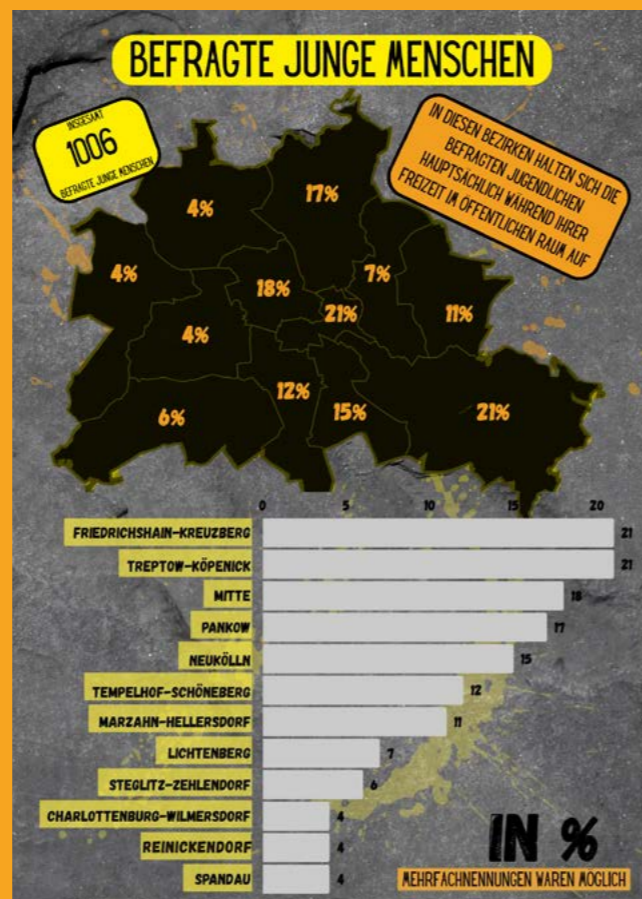 BEFRAGTE JUNGE MENSCHEN
INSGESAMT
1006
BEFRAGTE JUNGE MENSCHEN
IN DIESEN BEZIRKEN HALTEN SICH DIE
BEFRAGTEN JUGENDLICHEN
HAUPTSÄCHLICH WÄHREND IHRER
FREIZEIT IM ÖFFENTLICHEN RAUM AUF
4%
17%
4%
18%
7%
21%
11%
4%
12%
15%
6%
21%
0 5 10 15 20
FRIEDRICHSHAIN-KREUZBERG 21
TREPTOW-KÖPENICK 21
MITTE 18
PANKOW 17
NEUKÖLLN 15
TEMPELHOF-SCHÖNEBERG 12
MARZAHN-HELLERSDORF 11
LICHTENBERG 7
STEGLITZ-ZEHLENDORF 6
CHARLOTTENBURG-WILMERSDORF 4
REINICKENDORF 4
SPANDAU 4
IN %
MEHRFACHNENNUNGEN WAREN MÖGLICH